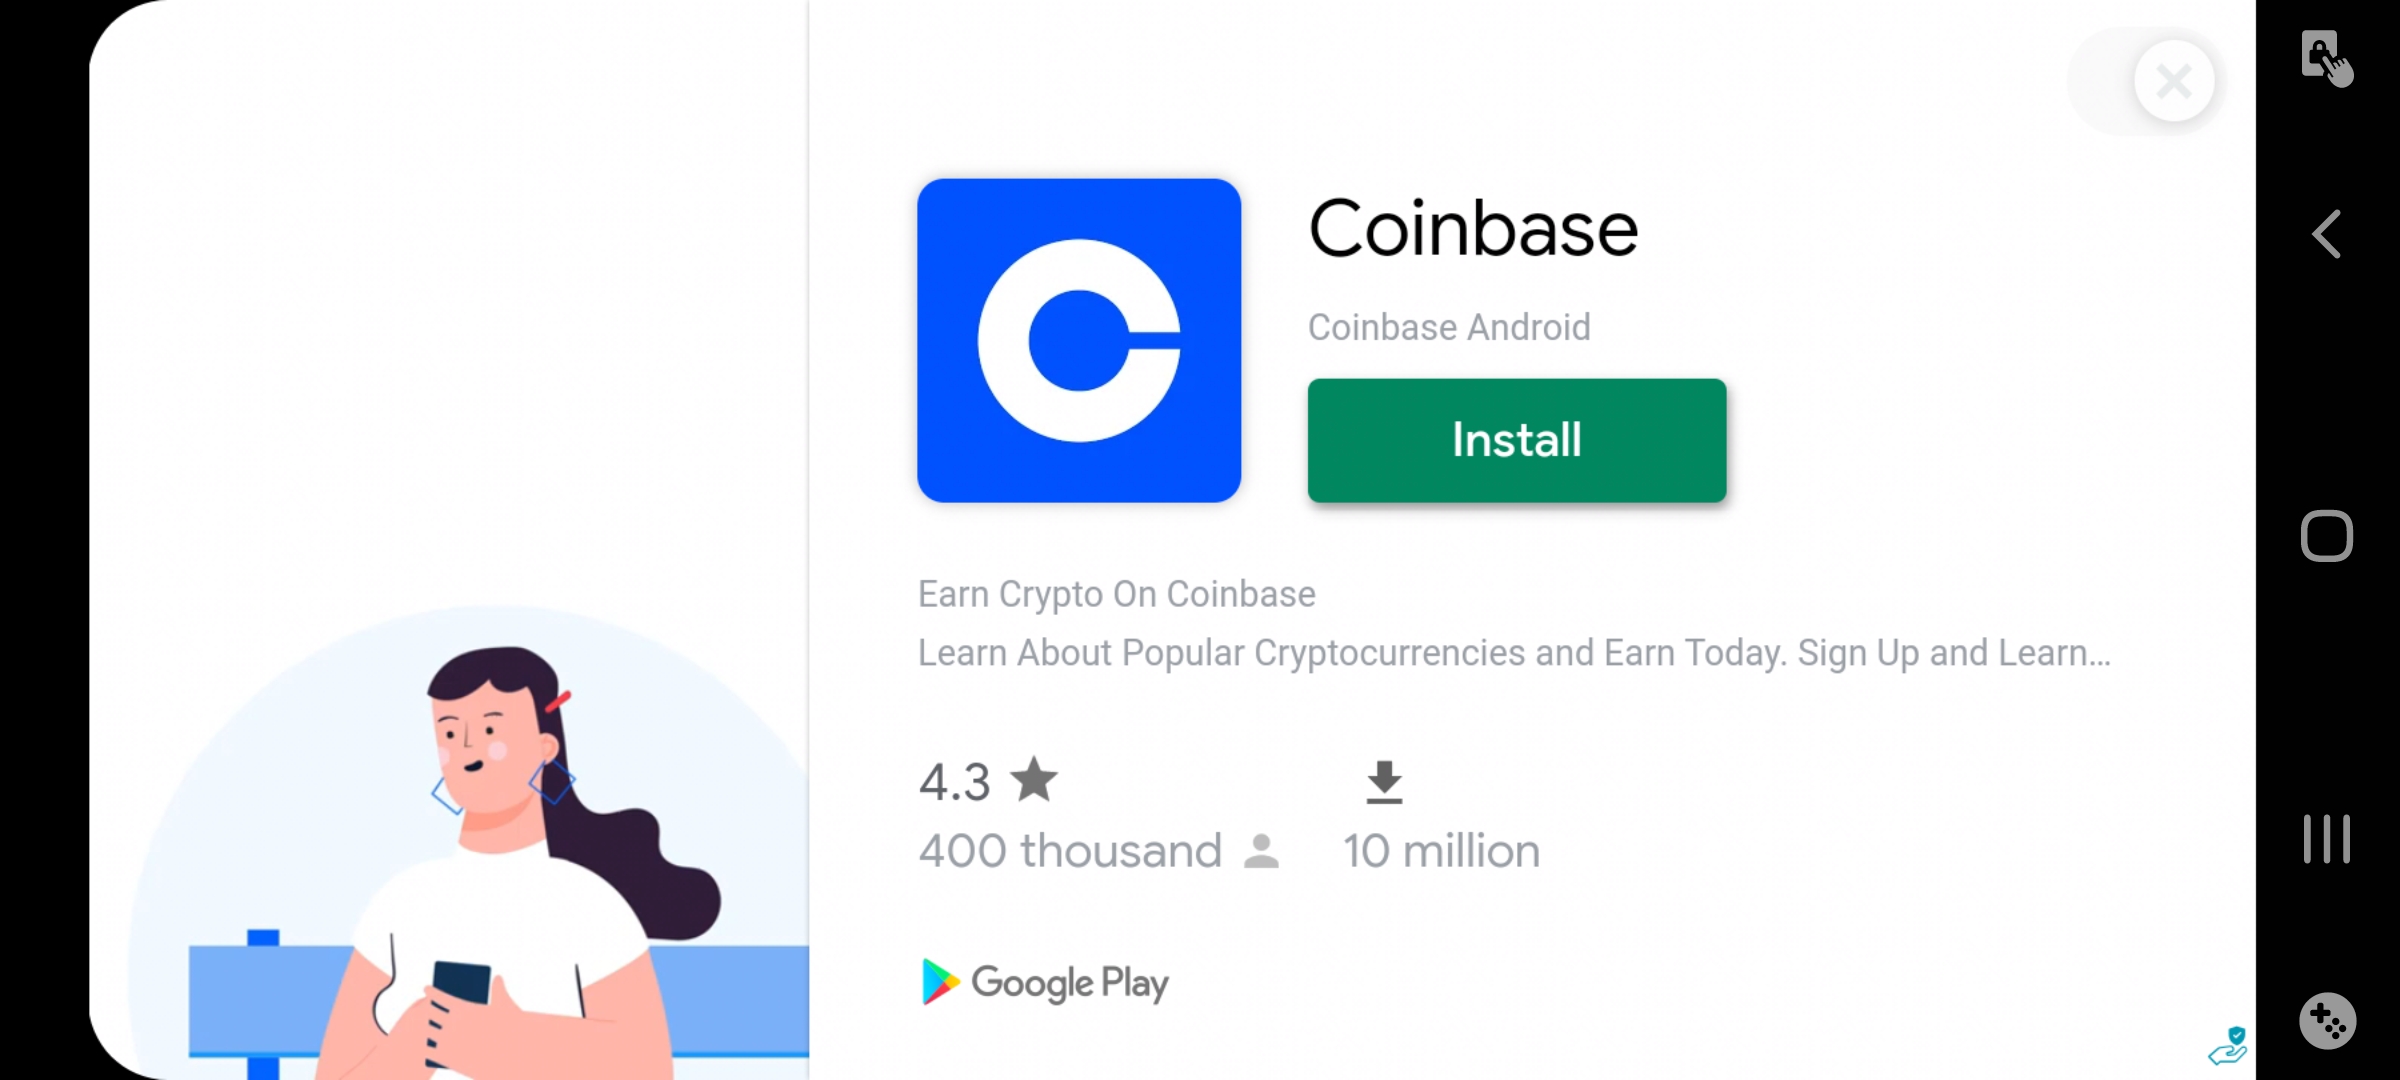 Coinbase
Coinbase Android
Install
Earn Crypto On Coinbase
Learn About Popular Cryptocurrencies and Earn Today. Sign Up and Learn...
4.3
400 thousand
10 million
Google Play